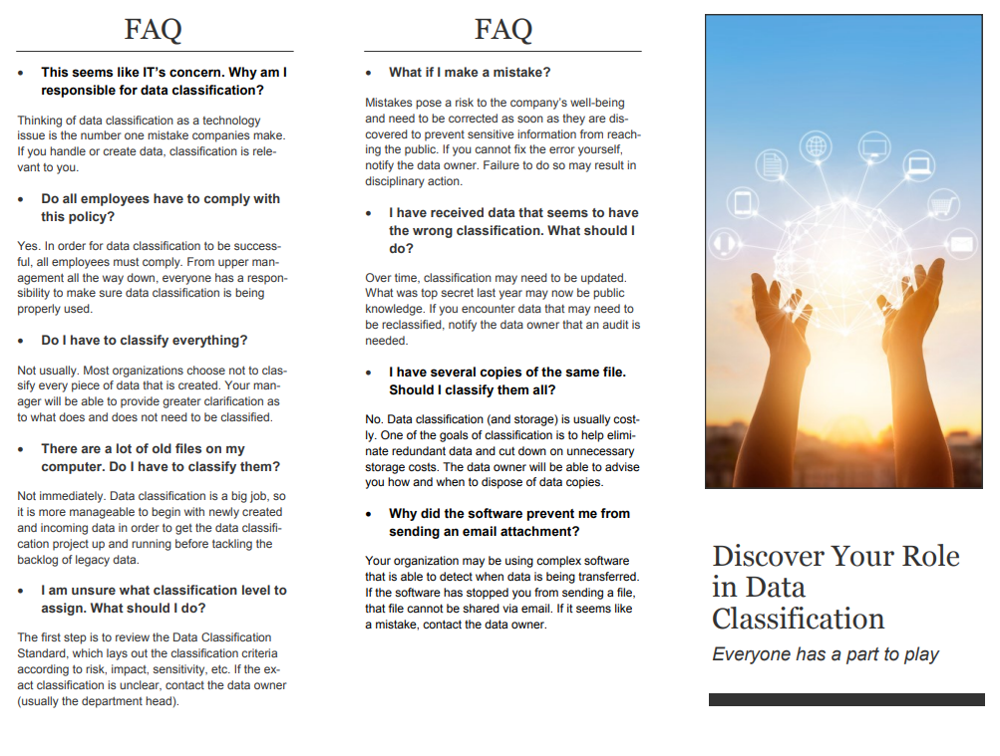 FAQ
• This seems like IT’s concern. Why am I
responsible for data classification?
Thinking of data classification as a technology
issue is the number one mistake companies make.
If you handle or create data, classification is rele-
vant to you.
• Do all employees have to comply with
this policy?
Yes. In order for data classification to be success-
ful, all employees must comply. From upper man-
agement all the way down, everyone has a respon-
sibility to make sure data classification is being
properly used.
• Do I have to classify everything?
Not usually. Most organizations choose not to clas-
sify every piece of data that is created. Your man-
ager will be able to provide greater clarification as
to what does and does not need to be classified.
• There are a lot of old files on my
computer. Do I have to classify them?
Not immediately. Data classification is a big job, so
it is more manageable to begin with newly created
and incoming data in order to get the data classifi-
cation project up and running before tackling the
backlog of legacy data.
• I am unsure what classification level to
assign. What should I do?
The first step is to review the Data Classification
Standard, which lays out the classification criteria
according to risk, impact, sensitivity, etc. If the ex-
act classification is unclear, contact the data owner
(usually the department head).
FAQ
• What if I make a mistake?
Mistakes pose a risk to the company’s well-being
and need to be corrected as soon as they are dis-
covered to prevent sensitive information from reach-
ing the public. If you cannot fix the error yourself,
notify the data owner. Failure to do so may result in
disciplinary action.
• I have received data that seems to have
the wrong classification. What should I
do?
Over time, classification may need to be updated.
What was top secret last year may now be public
knowledge. If you encounter data that may need to
be reclassified, notify the data owner that an audit is
needed.
• I have several copies of the same file.
Should I classify them all?
No. Data classification (and storage) is usually cost-
ly. One of the goals of classification is to help elimi-
nate redundant data and cut down on unnecessary
storage costs. The data owner will be able to advise
you how and when to dispose of data copies.
• Why did the software prevent me from
sending an email attachment?
Your organization may be using complex software
that is able to detect when data is being transferred.
If the software has stopped you from sending a file,
that file cannot be shared via email. If it seems like
a mistake, contact the data owner.
Discover Your Role
in Data
Classification
Everyone has a part to play